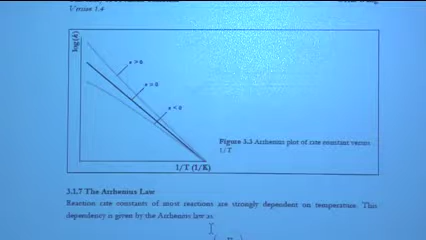 Version 1.4
log(k)
n > 0
n > 0
n < 0
1/T (1/K)
Figure 3.3 Arrhenius plot of rate constant versus
1/T
3.1.7 The Arrhenius Law
Reaction rate constants of most reactions are strongly dependent on temperature. This
dependency is given by the Arrhenius law as